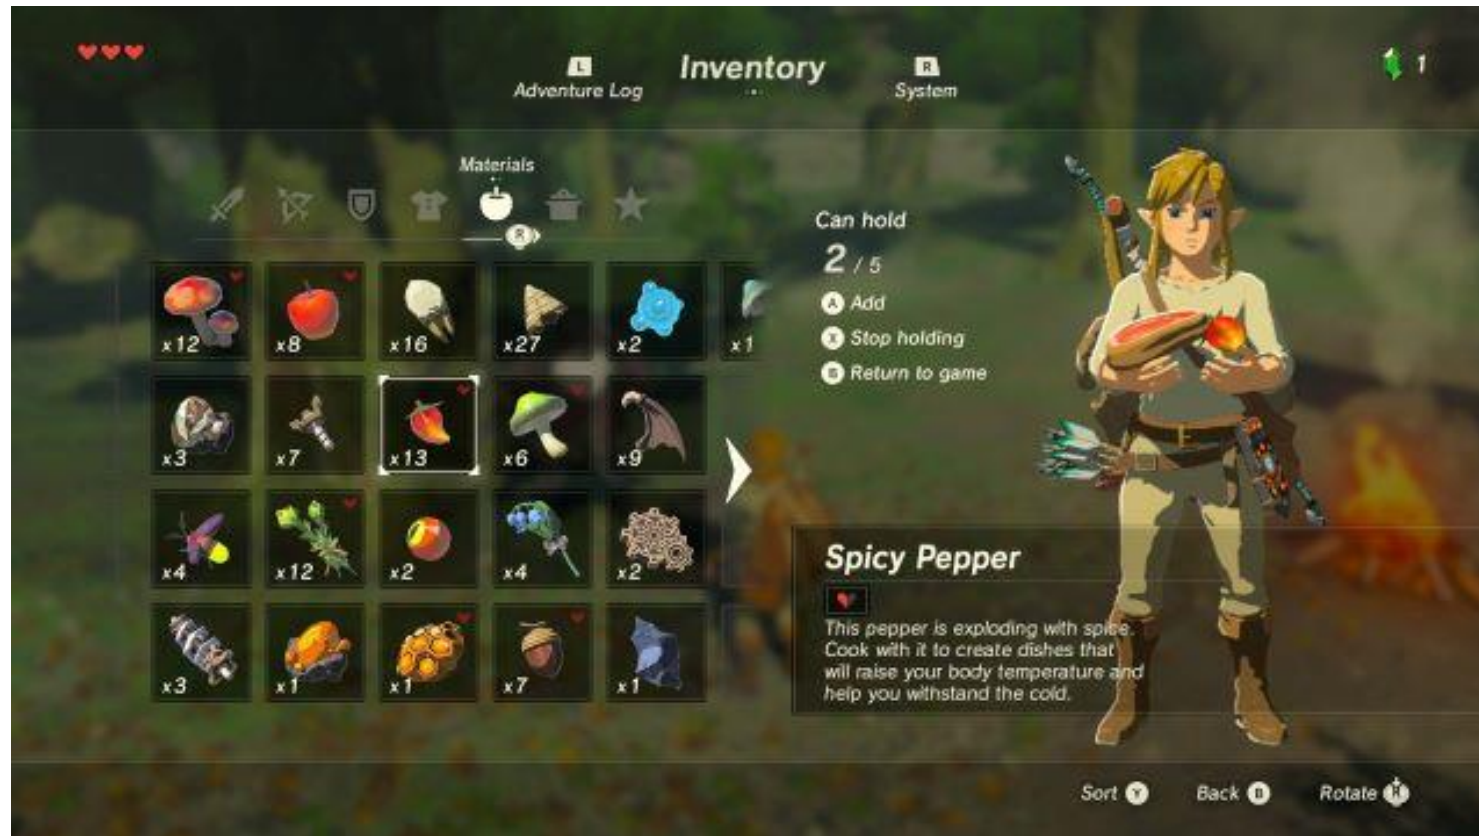 Inventory
L
R
1
Adventure Log
System
Materials
R
Can hold
2 / 5
A Add
X Stop holding
B Return to game
x12
x8
x16
x27
x2
x1
x3
x7
x13
x6
x9
x4
x12
x2
x4
x2
x3
x1
x1
x7
x1
Spicy Pepper
This pepper is exploding with spice.
Cook with it to create dishes that
will raise your body temperature and
help you withstand the cold.
Sort Y
Back B
Rotate R